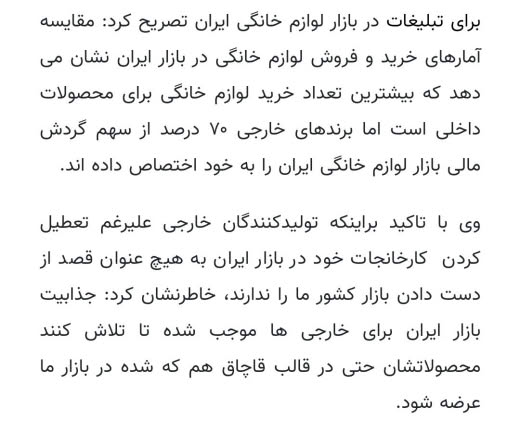 برای تبلیغات در بازار لوازم خانگی ایران تصریح کرد: مقایسه
آمارهای خرید و فروش لوازم خانگی در بازار ایران نشان می
دهد که بیشترین تعداد خرید لوازم خانگی برای محصولات
داخلی است اما برندهای خارجی ۷۰ درصد از سهم گردش
مالی بازار لوازم خانگی ایران را به خود اختصاص داده اند.
وی با تاکید براینکه تولیدکنندگان خارجی علیرغم تعطیل
کردن کارخانجات خود در بازار ایران به هیچ عنوان قصد از
دست دادن بازار کشور ما را ندارند، خاطرنشان کرد: جذابیت
بازار ایران برای خارجی ها موجب شده تا تلاش کنند
محصولاتشان حتی در قالب قاچاق هم که شده در بازار ما
عرضه شود.